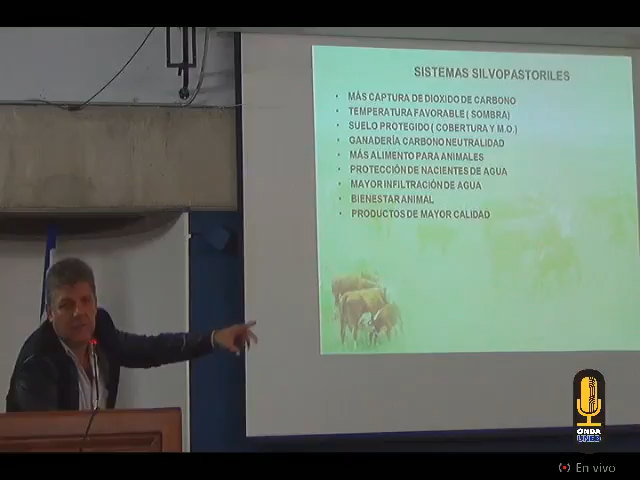 SISTEMAS SILVOPASTORILES
• MÁS CAPTURA DE DIOXIDO DE CARBONO
• TEMPERATURA FAVORABLE ( SOMBRA)
• SUELO PROTEGIDO ( COBERTURA Y M.O.)
• GANADERÍA CARBONO NEUTRALIDAD
• MÁS ALIMENTO PARA ANIMALES
• PROTECCIÓN DE NACIENTES DE AGUA
• MAYOR INFILTRACIÓN DE AGUA
• BIENESTAR ANIMAL
• PRODUCTOS DE MAYOR CALIDAD
ONDA
UNED
En vivo